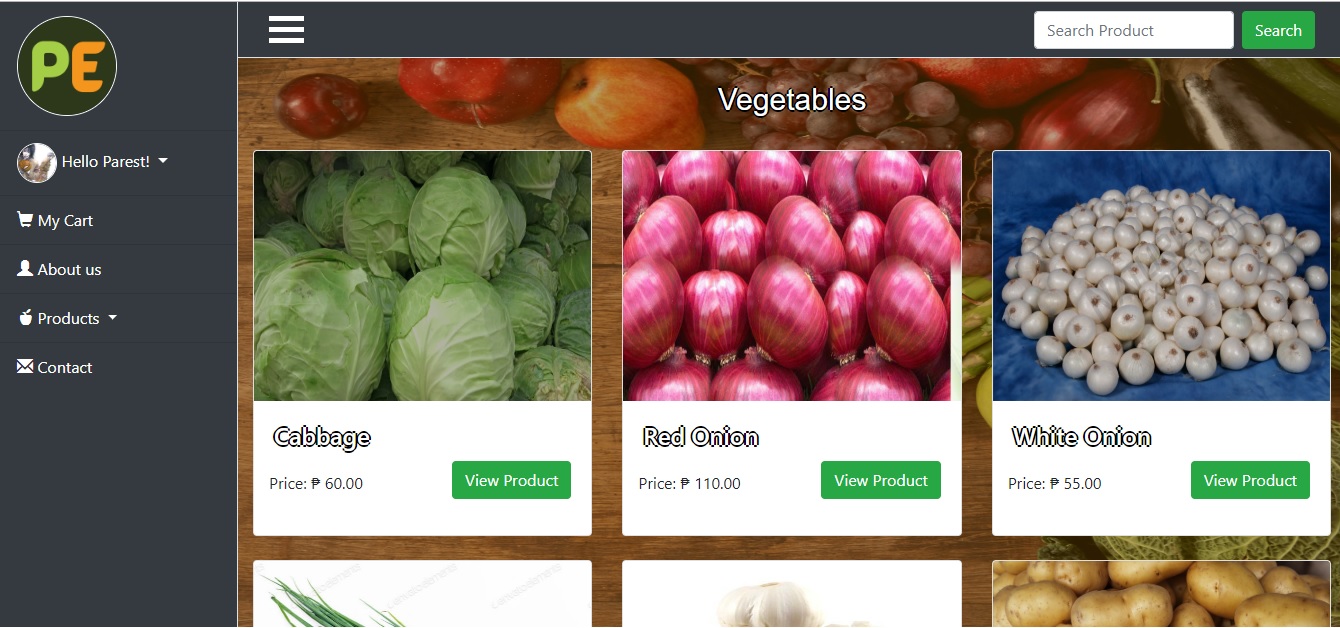 PE
Hello Parest!
My Cart
About us
Products
Contact
Search Product
Search
Vegetables
Cabbage
Price: ₱ 60.00
View Product
Red Onion
Price: ₱ 110.00
View Product
White Onion
Price: ₱ 55.00
View Product